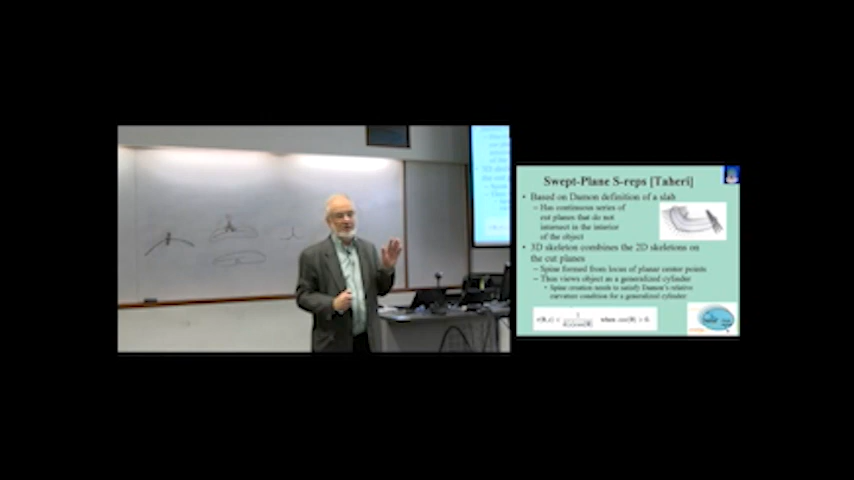 Swept-Plane S-reps [Taheri]
• Based on Damon definition of a slab
– Has continuous series of
cut planes that do not
intersect in the interior
of the object
• 3D skeleton combines the 2D skeletons on
the cut planes
– Spine formed from locus of planar center points
– Thus views object as a generalized cylinder
• Spine creation needs to satisfy Damon's relative
curvature condition for a generalized cylinder